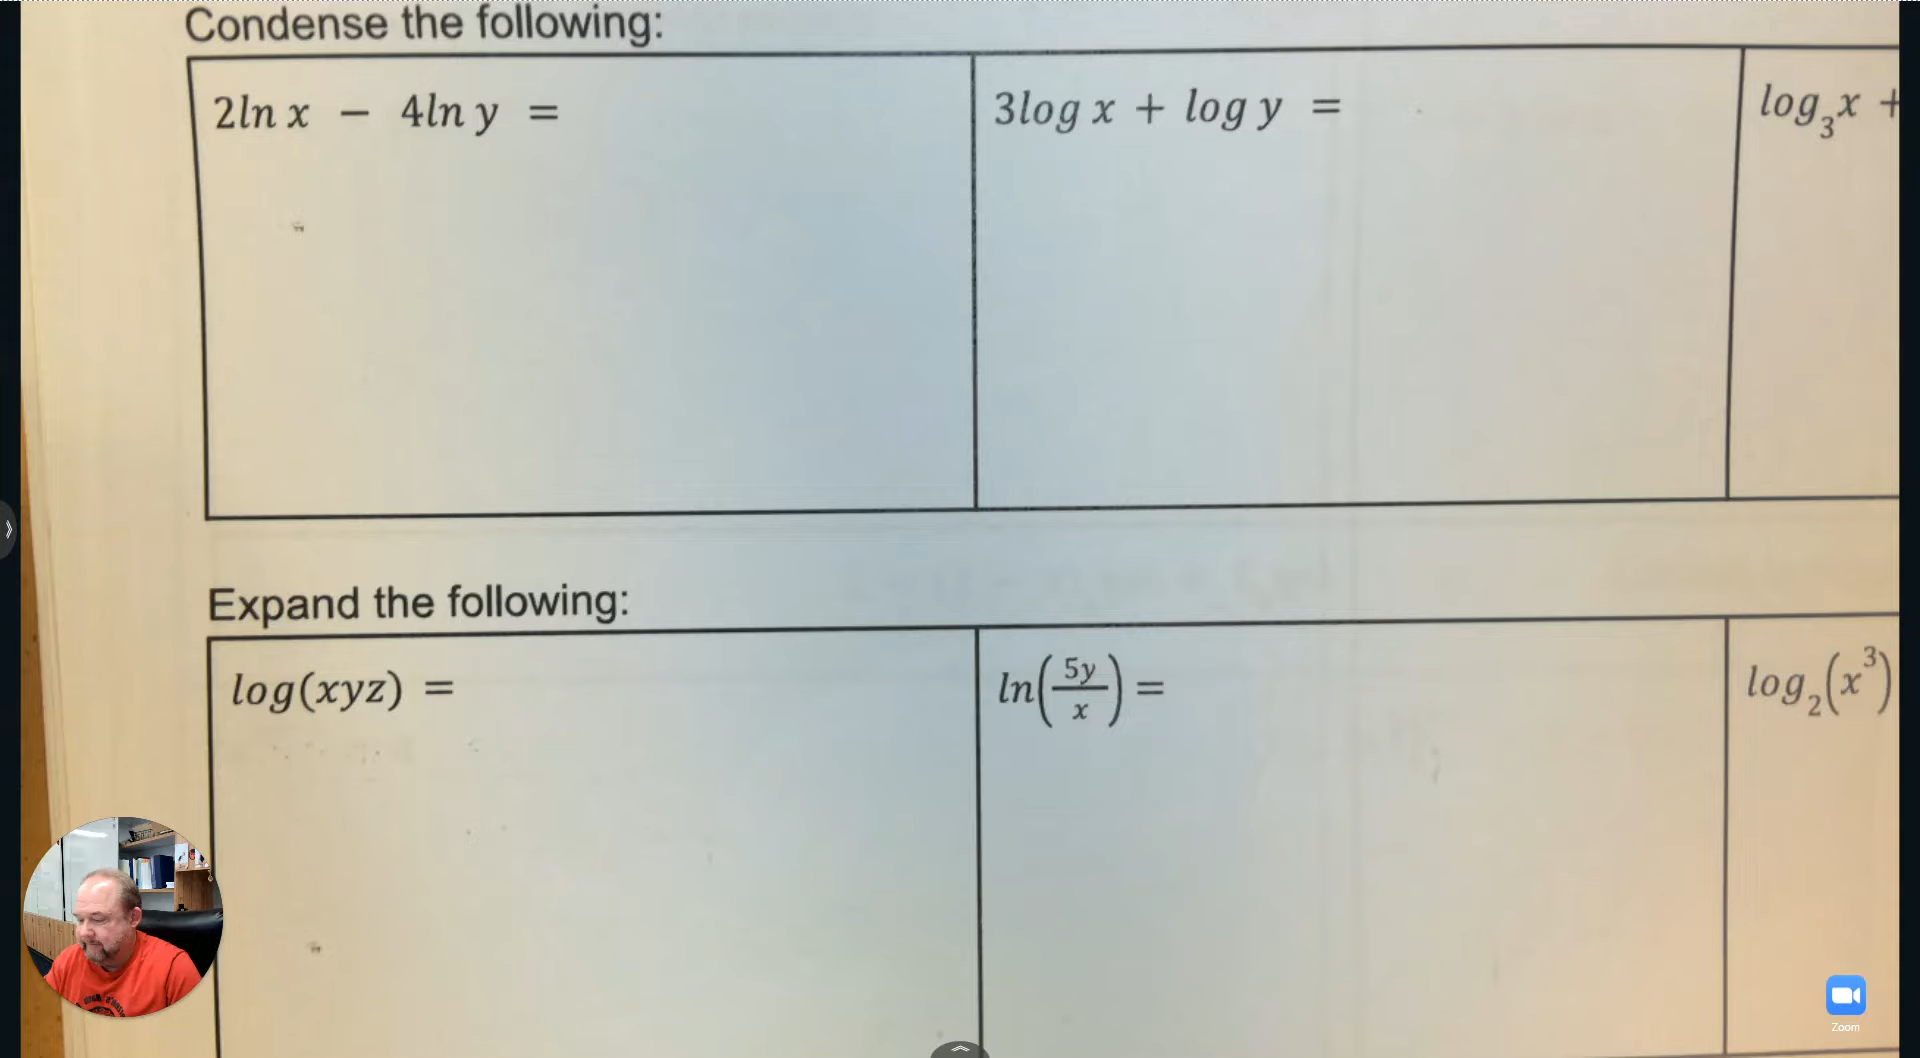 Condense the following:
2ln x − 4ln y =
3log x + log y =
log₃x +
Expand the following:
log(xyz) =
ln(5y/x) =
log₂(x³)
Zoom